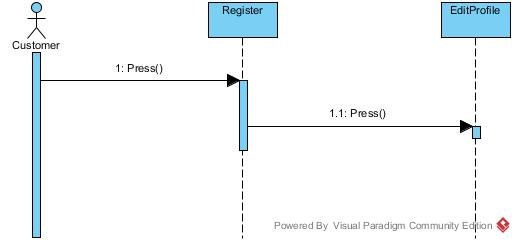 Register
EditProfile
Customer
1: Press()
1.1: Press()
Powered By Visual Paradigm Community Edition